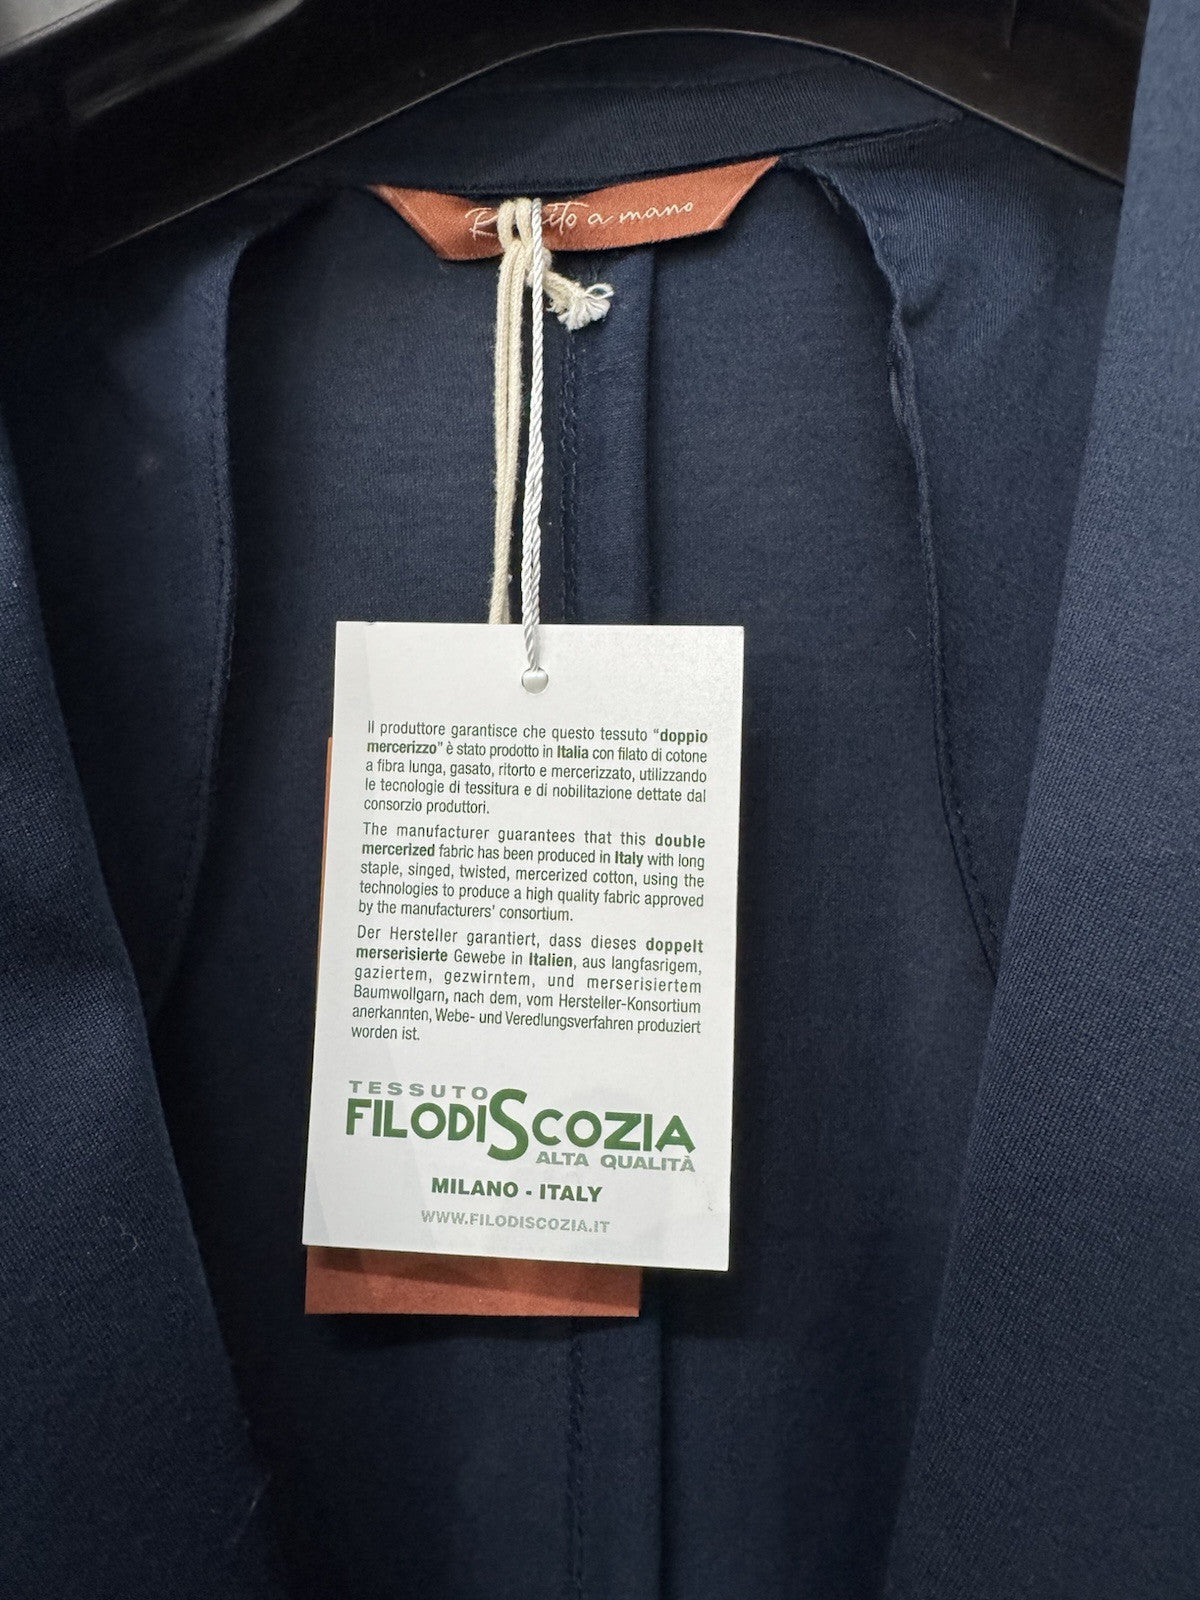 a mano
Il produttore garantisce che questo tessuto “doppio
mercerizzo” è stato prodotto in Italia con filato di cotone
a fibra lunga, gasato, ritorto e mercerizzato, utilizzando
le tecnologie di tessitura e di nobilitazione dettate dal
consorzio produttori.
The manufacturer guarantees that this double
mercerized fabric has been produced in Italy with long
staple, singed, twisted, mercerized cotton, using the
technologies to produce a high quality fabric approved
by the manufacturers' consortium.
Der Hersteller garantiert, dass dieses doppelt
merserisierte Gewebe in Italien, aus langfasrigem,
gaziertem, gezwirntem, und merserisiertem
Baumwollgarn, nach dem, vom Hersteller-Konsortium
anerkannten, Webe- und Veredlungsverfahren produziert
worden ist.
TESSUTO
FILODISCOZIA
ALTA QUALITÀ
MILANO - ITALY
WWW.FILODISCOZIA.IT